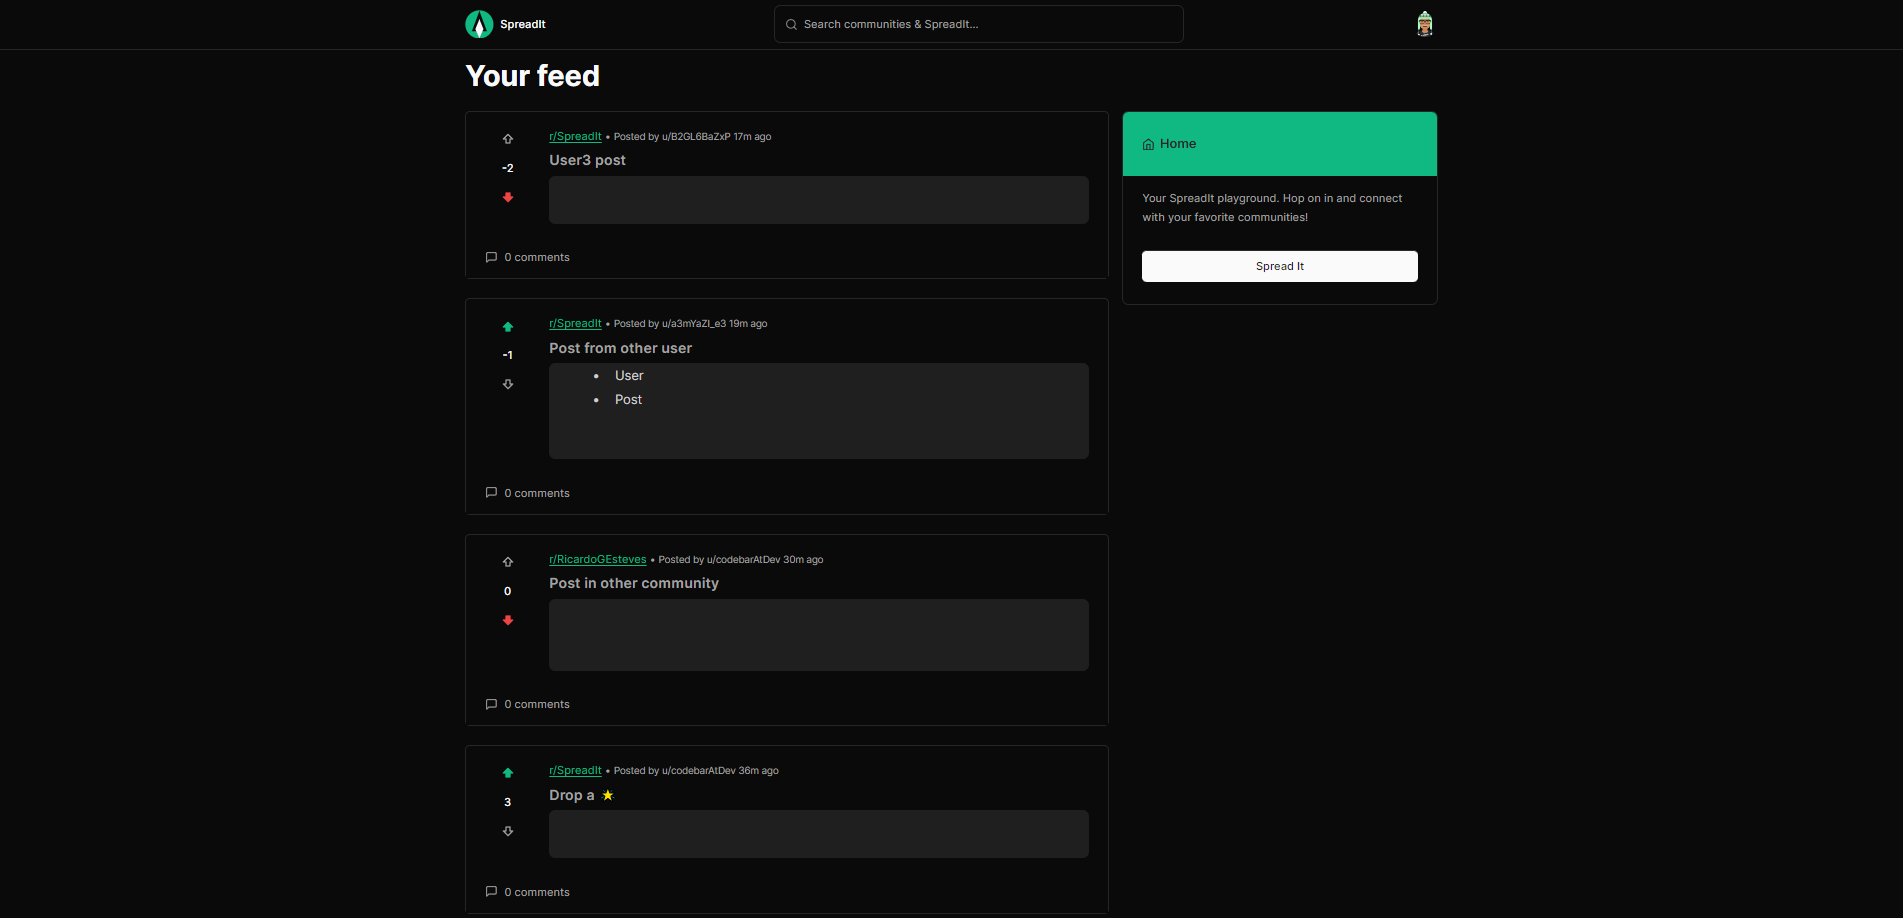 SpreadIt
Search communities & SpreadIt...
Your feed
r/SpreadIt • Posted by u/B2GL6BaZxP 17m ago
User3 post
-2
0 comments
Home
Your SpreadIt playground. Hop on in and connect
with your favorite communities!
Spread It
r/SpreadIt • Posted by u/a3mYaZI_e3 19m ago
Post from other user
-1
• User
• Post
0 comments
r/RicardoGEsteves • Posted by u/codebarAtDev 30m ago
Post in other community
0
0 comments
r/SpreadIt • Posted by u/codebarAtDev 36m ago
Drop a ⭐
3
0 comments